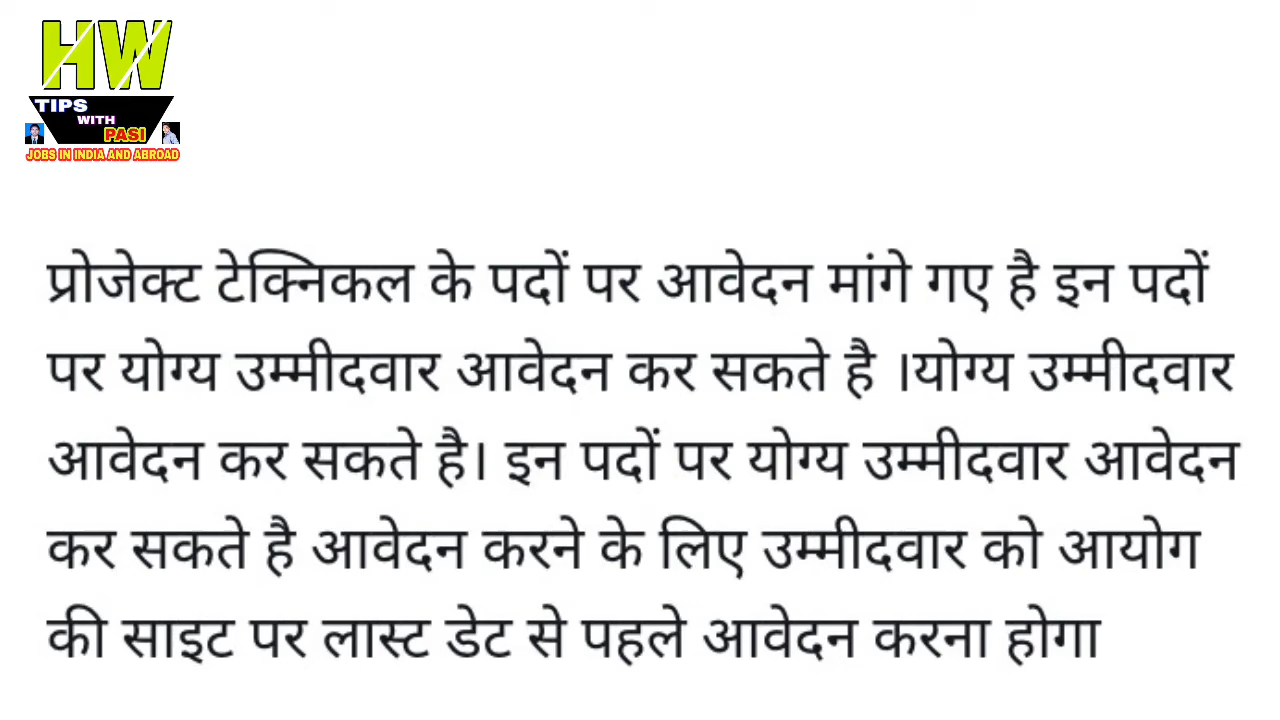 HW
TIPS
WITH
PASI
JOBS IN INDIA AND ABROAD
प्रोजेक्ट टेक्निकल के पदों पर आवेदन मांगे गए है इन पदों
पर योग्य उम्मीदवार आवेदन कर सकते है ।योग्य उम्मीदवार
आवेदन कर सकते है। इन पदों पर योग्य उम्मीदवार आवेदन
कर सकते है आवेदन करने के लिए उम्मीदवार को आयोग
की साइट पर लास्ट डेट से पहले आवेदन करना होगा